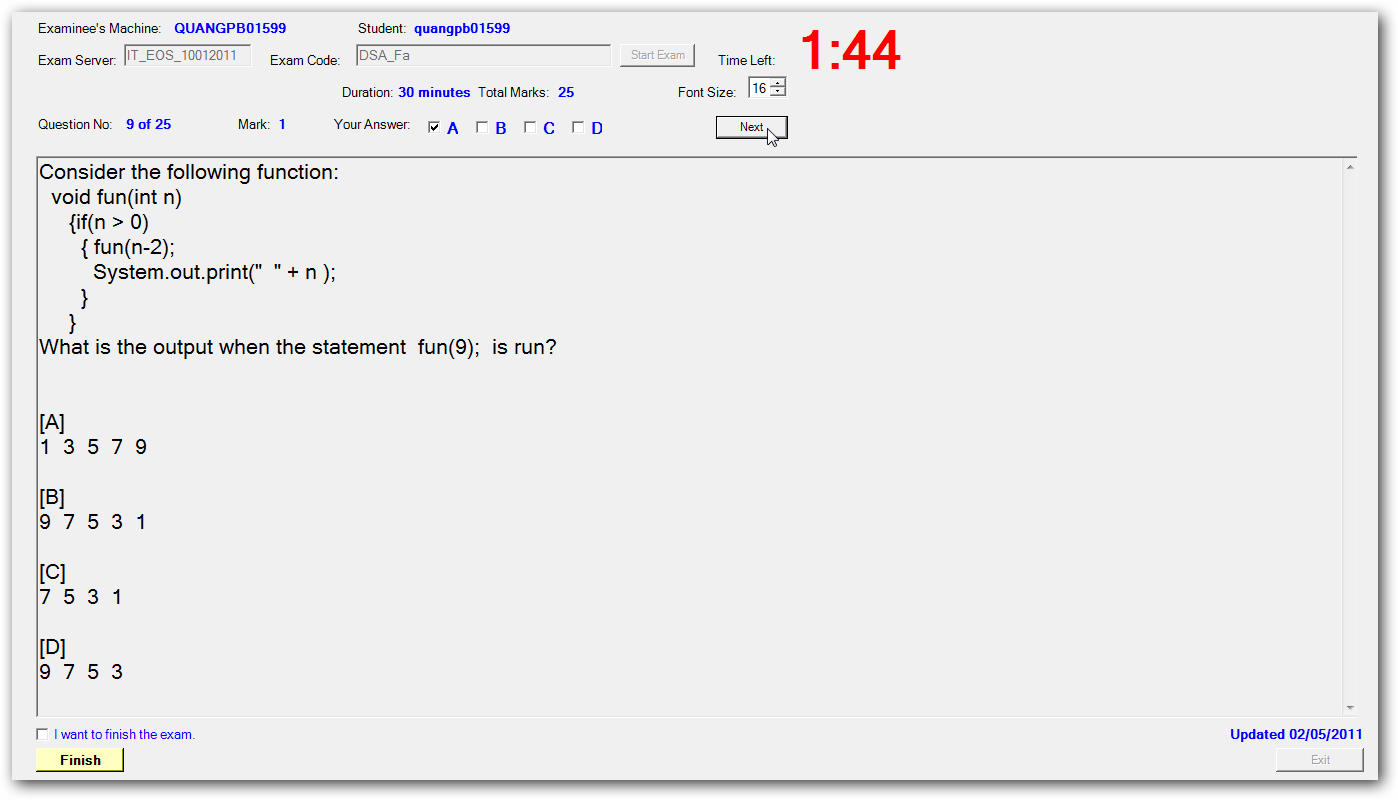 Examinee's Machine: QUANGPB01599 Student: quangpb01599
Exam Server: IT_EOS_10012011 Exam Code: DSA_Fa Start Exam Time Left: 1:44
Duration: 30 minutes Total Marks: 25 Font Size: 16
Question No: 9 of 25 Mark: 1 Your Answer: A B C D Next
Consider the following function:
void fun(int n)
{if(n > 0)
{ fun(n-2);
System.out.print("  " + n );
}
}
What is the output when the statement  fun(9);  is run?
[A]
1  3  5  7  9
[B]
9  7  5  3  1
[C]
7  5  3  1
[D]
9  7  5  3
I want to finish the exam. Updated 02/05/2011
Finish Exit